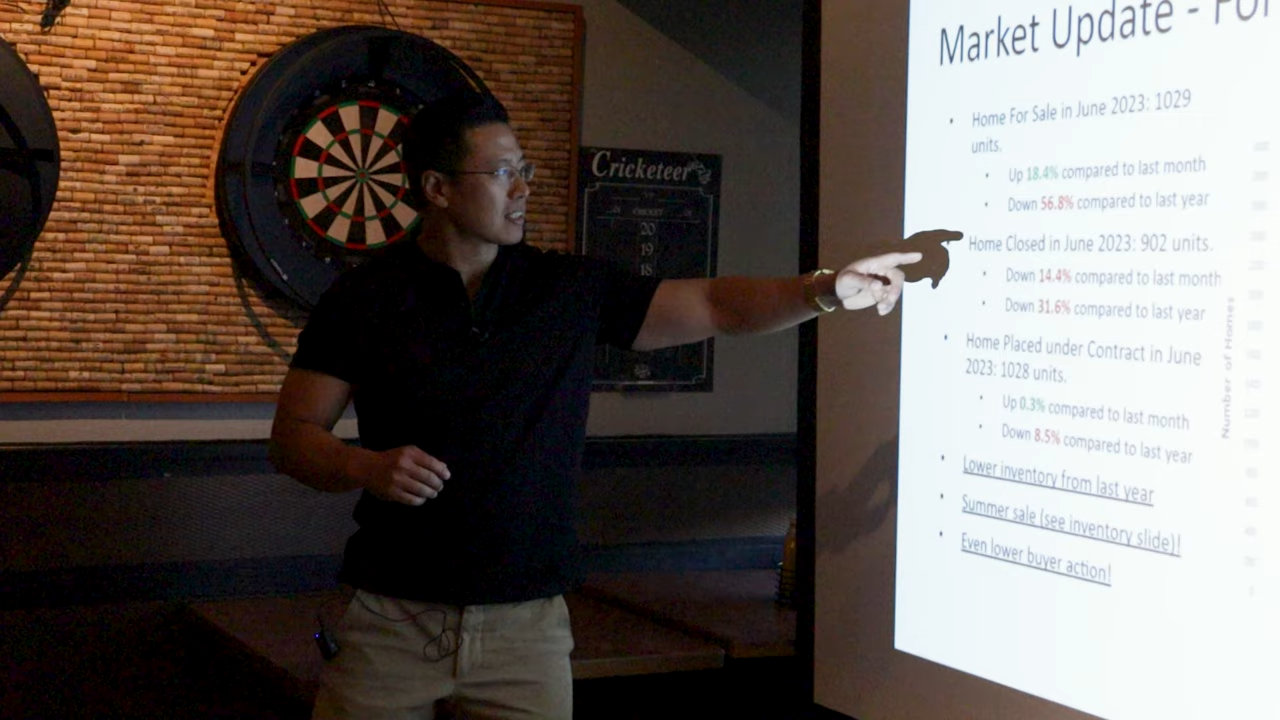 Market Update - For
Home For Sale in June 2023: 1029
units.
Up 18.4% compared to last month
Down 56.8% compared to last year
Home Closed in June 2023: 902 units.
Down 14.4% compared to last month
Down 31.6% compared to last year
Home Placed under Contract in June
2023: 1028 units.
Up 0.3% compared to last month
Down 8.5% compared to last year
Lower inventory from last year
Summer sale (see inventory slide)!
Even lower buyer action!
Number of Homes
Cricketeer
CRICKET
20
19
18